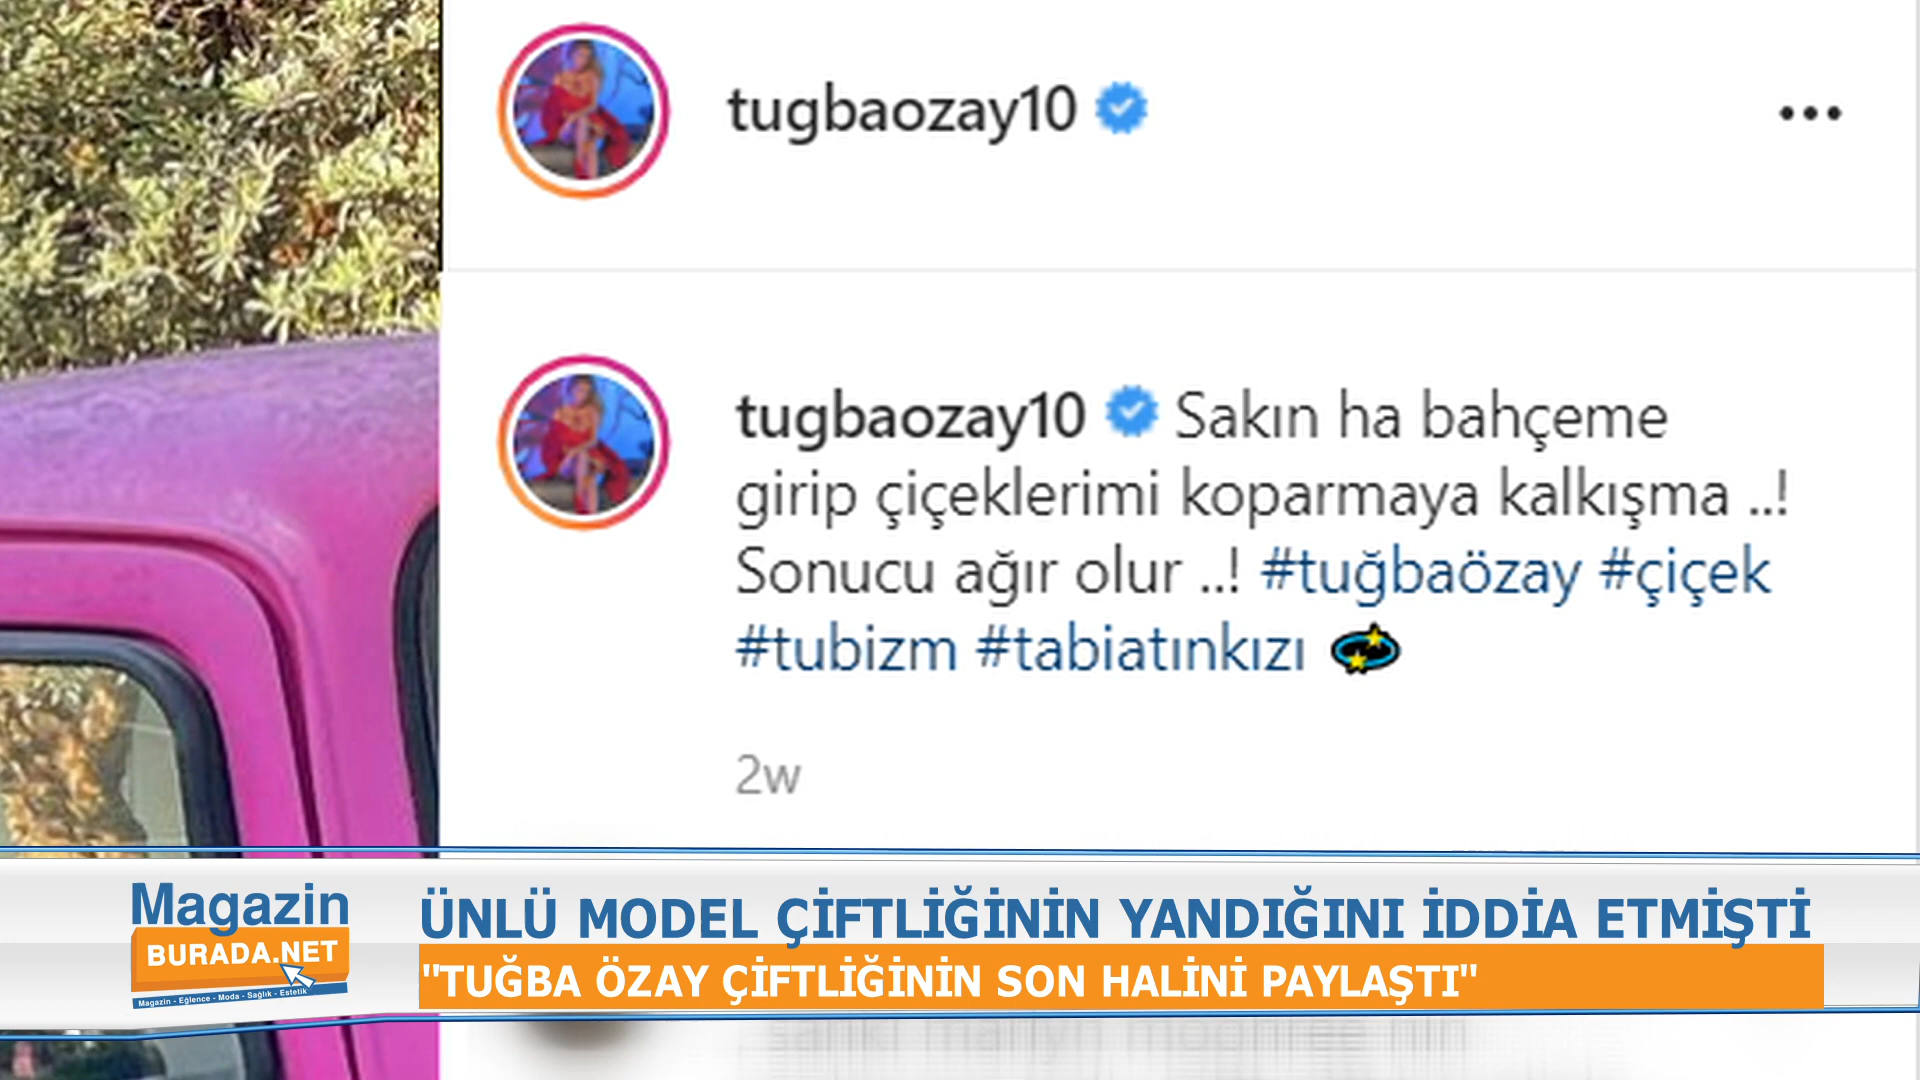 tugbaozay10
tugbaozay10 Sakın ha bahçeme
girip çiçeklerimi koparmaya kalkışma ..!
Sonucu ağır olur ..! #tuğbaözay #çiçek
#tubizm #tabiatınkızı
2w
Magazin
BURADA.NET
Magazin - Eğlence - Moda - Sağlık - Estetik
ÜNLÜ MODEL ÇİFTLİĞİNİN YANDIĞINI İDDİA ETMİŞTİ
"TUĞBA ÖZAY ÇİFTLİĞİNİN SON HALİNİ PAYLAŞTI"